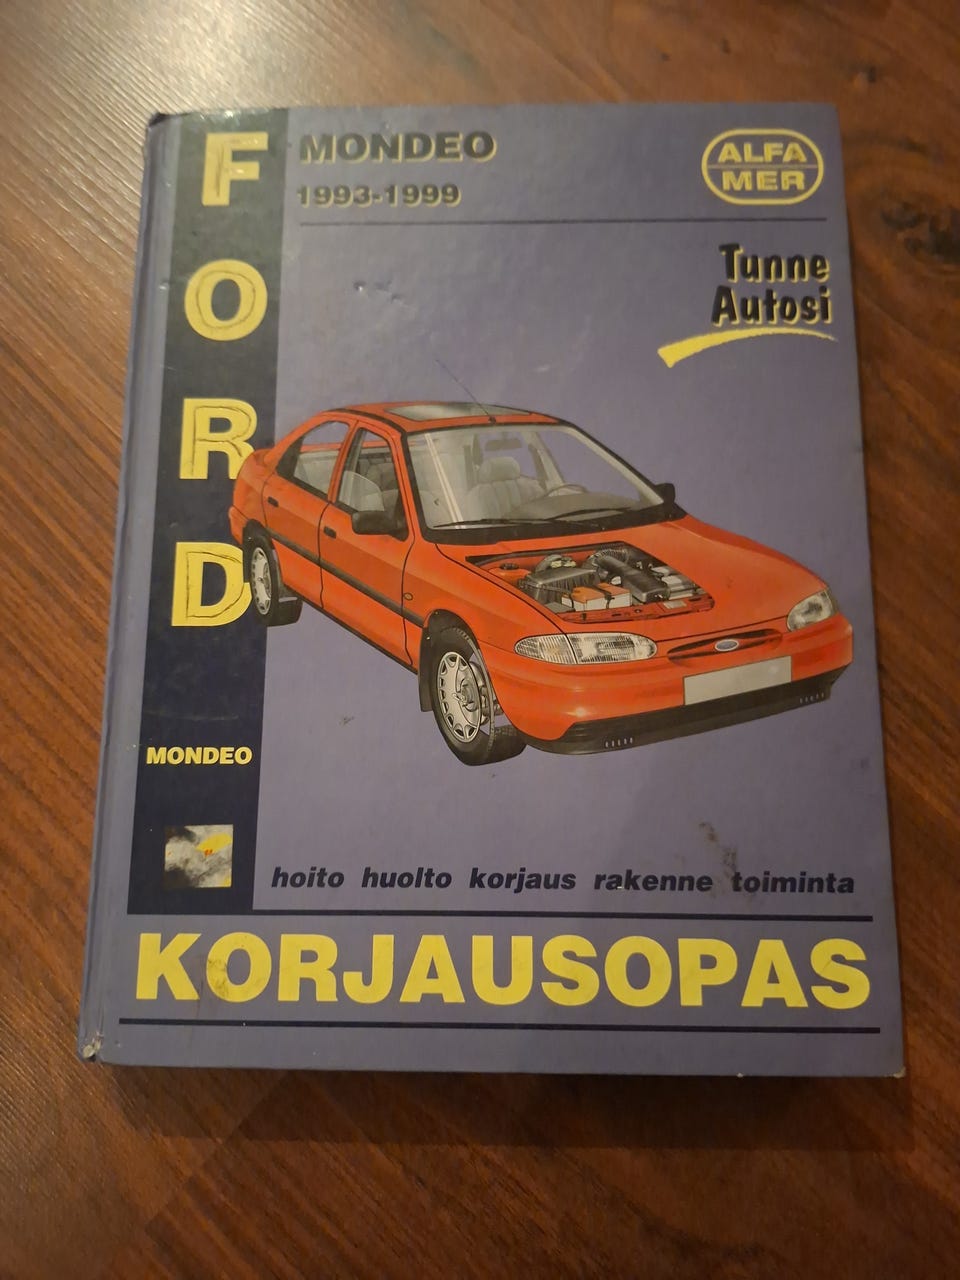 FORD
MONDEO
1993-1999
ALFA
MER
Tunne
Autosi
MONDEO
hoito huolto korjaus rakenne toiminta
KORJAUSOPAS